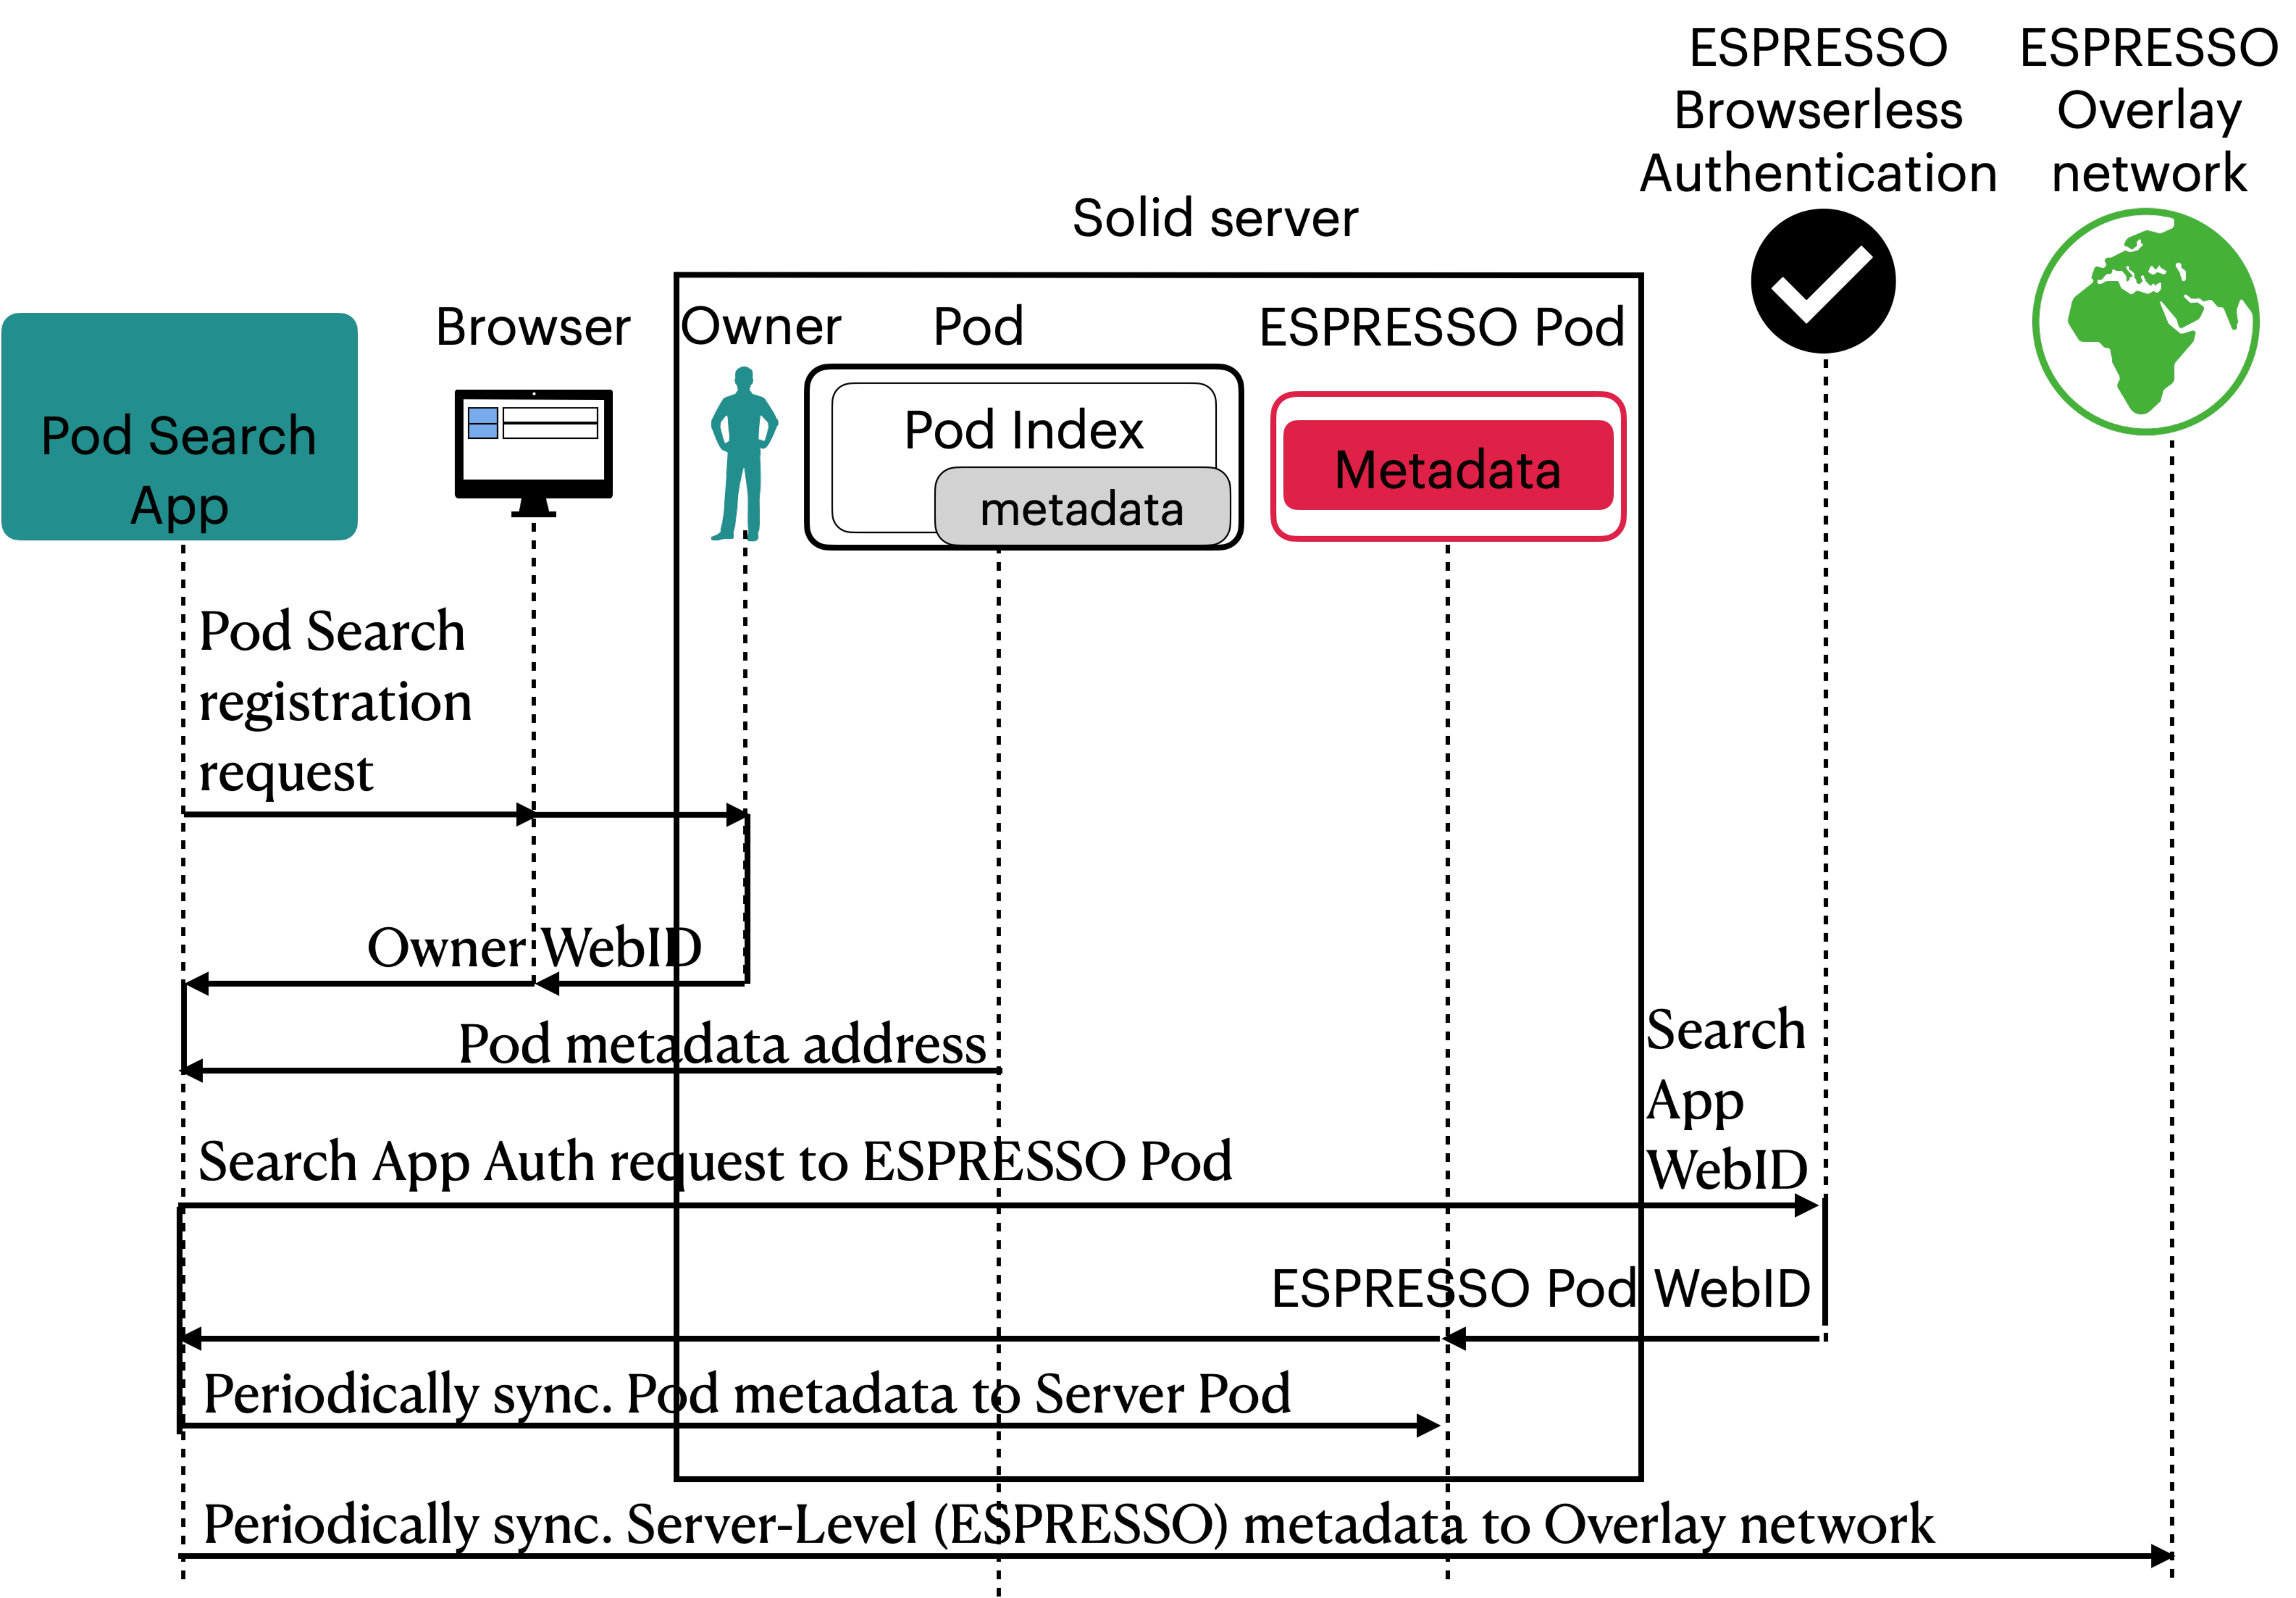 ESPRESSO
Browserless
Authentication
ESPRESSO
Overlay
network
Solid server
Pod Search
App
Browser
Owner
Pod
ESPRESSO Pod
Pod Index
metadata
Metadata
Pod Search
registration
request
Owner WebID
Pod metadata address
Search
App
WebID
Search App Auth request to ESPRESSO Pod
ESPRESSO Pod WebID
Periodically sync. Pod metadata to Server Pod
Periodically sync. Server-Level (ESPRESSO) metadata to Overlay network